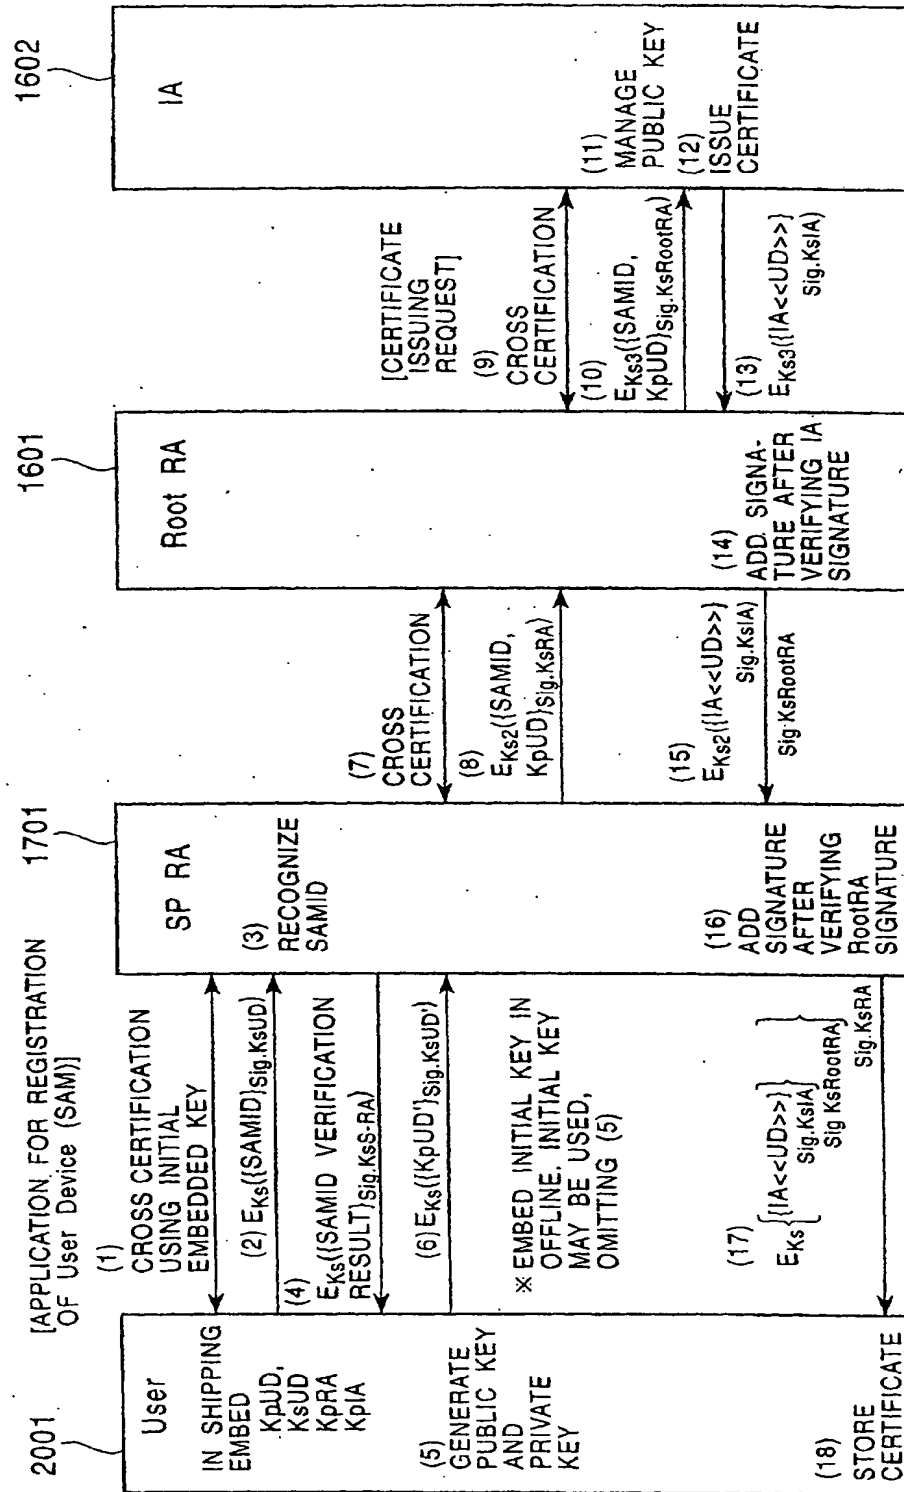 [APPLICATION FOR REGISTRATION
OF User Device (SAM)]
2001
1701
1601
1602
User
SP RA
Root RA
IA
IN SHIPPING
EMBED
KpUD,
KsUD
KpRA
KpIA
(1)
CROSS CERTIFICATION
USING INITIAL
EMBEDDED KEY
(2) EKs({SAMID}Sig.KsUD)
(3)
RECOGNIZE
SAMID
(4)
EKs({SAMID VERIFICATION
RESULT}Sig.KsS-RA)
(5)
GENERATE
PUBLIC KEY
AND
PRIVATE
KEY
(6) EKs({KpUD'}Sig.KsUD')
※ EMBED INITIAL KEY IN
OFFLINE. INITIAL KEY
MAY BE USED,
OMITTING (5)
(7)
CROSS
CERTIFICATION
(8)
EKs2({SAMID,
KpUD}Sig.KsRA)
[CERTIFICATE
ISSUING
REQUEST]
(9)
CROSS
CERTIFICATION
(10)
EKs3({SAMID,
KpUD}Sig.KsRootRA)
(11)
MANAGE
PUBLIC KEY
(12)
ISSUE
CERTIFICATE
(13)
EKs3({IA<<UD>>}
Sig.KsIA)
(14)
ADD SIGNA-
TURE AFTER
VERIFYING IA
SIGNATURE
(15)
EKs2({IA<<UD>>}
Sig.KsIA)
Sig·KsRootRA
(16)
ADD
SIGNATURE
AFTER
VERIFYING
RootRA
SIGNATURE
(17)
EKs{{IA<<UD>>}}}
Sig.KsIA
Sig KsRootRA
Sig.KsRA
(18)
STORE
CERTIFICATE